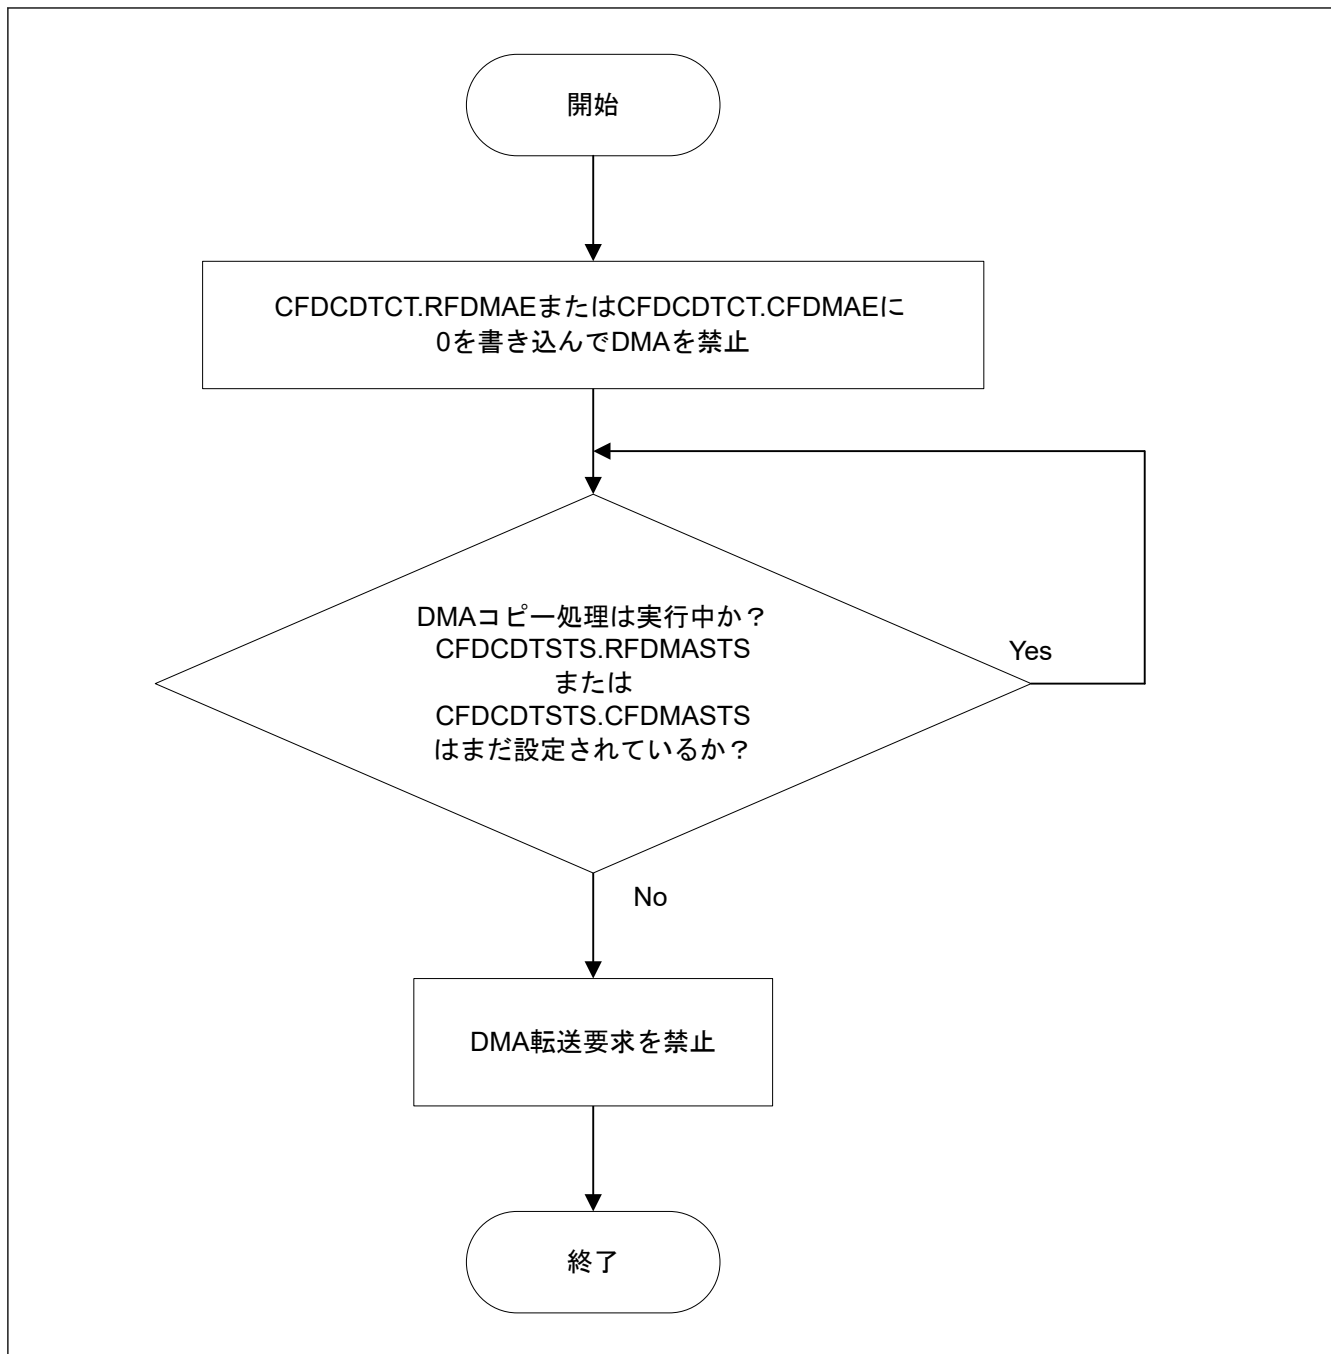 開始
CFDCDTCT.RFDMAEまたはCFDCDTCT.CFDMAEに
0を書き込んでDMAを禁止
DMAコピー処理は実行中か？
CFDCDTSTS.RFDMASTS
または
CFDCDTSTS.CFDMASTS
はまだ設定されているか？
Yes
No
DMA転送要求を禁止
終了